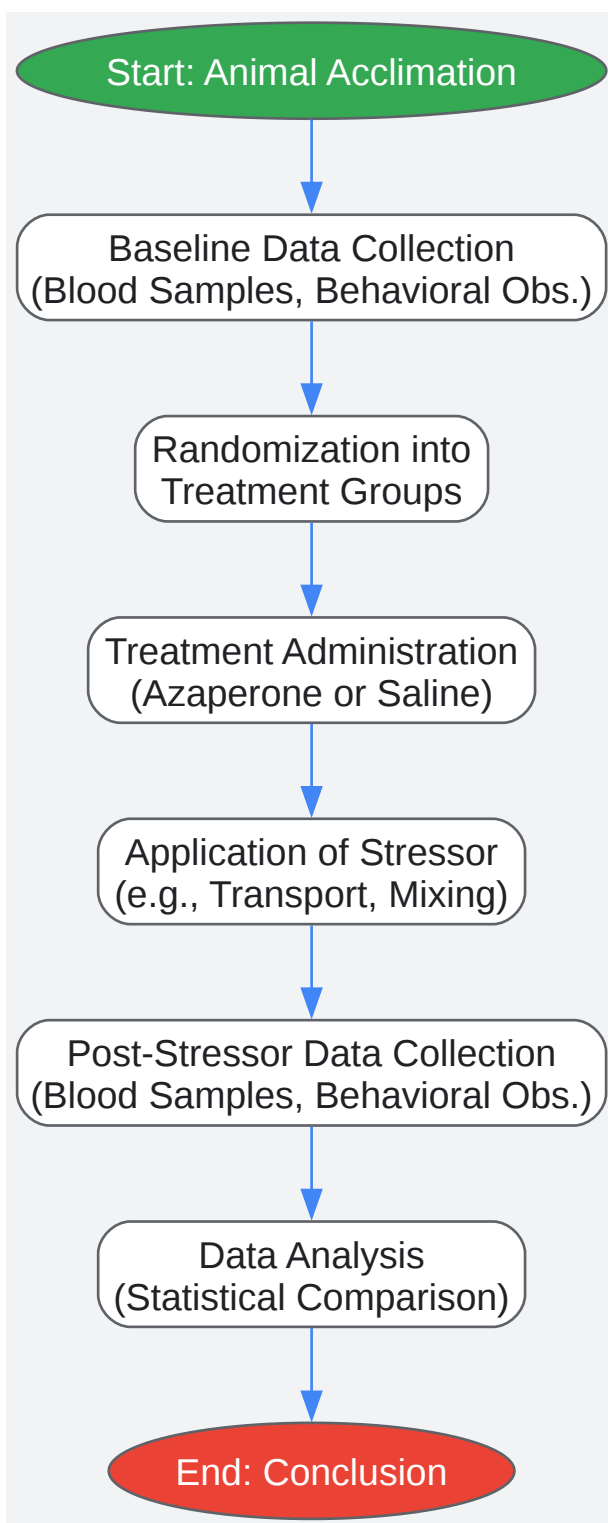 Start: Animal Acclimation
Baseline Data Collection
(Blood Samples, Behavioral Obs.)
Randomization into
Treatment Groups
Treatment Administration
(Azaperone or Saline)
Application of Stressor
(e.g., Transport, Mixing)
Post-Stressor Data Collection
(Blood Samples, Behavioral Obs.)
Data Analysis
(Statistical Comparison)
End: Conclusion